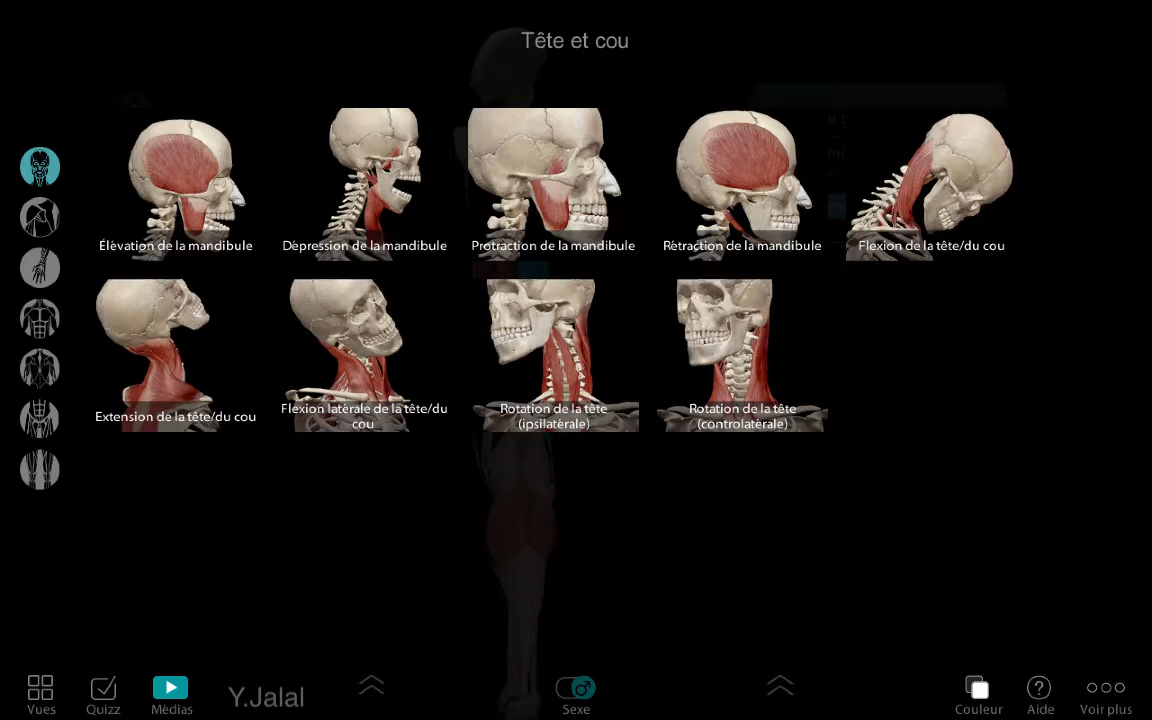 Tête et cou
Élévation de la mandibule
Dépression de la mandibule
Protraction de la mandibule
Rétraction de la mandibule
Flexion de la tête/du cou
Extension de la tête/du cou
Flexion latérale de la tête/du
cou
Rotation de la tête
(ipsilatérale)
Rotation de la tête
(controlatérale)
Vues
Quizz
Médias
Y.Jalal
Sexe
Couleur
Aide
Voir plus